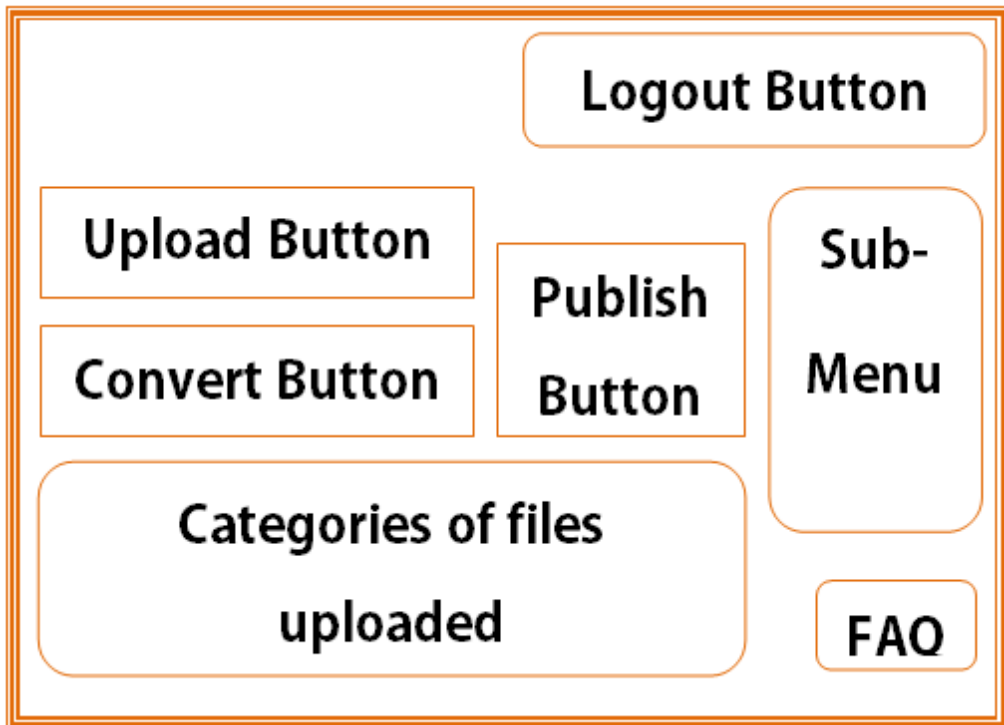 Logout Button
Upload Button
Convert Button
Publish
Button
Sub-
Menu
Categories of files
uploaded
FAQ